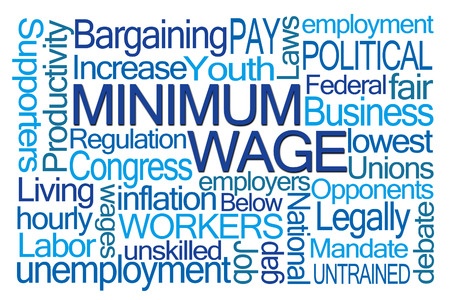 Supporters
Productivity
Bargaining
PAY
Laws
employment
POLITICAL
Increase
Youth
Federal
fair
MINIMUM
Business
Regulation
WAGE
lowest
Congress
Unions
employers
Living
wages
inflation
Below
National
Opponents
hourly
WORKERS
Legally
debate
Labor
unskilled
Job
gap
Mandate
unemployment
UNTRAINED